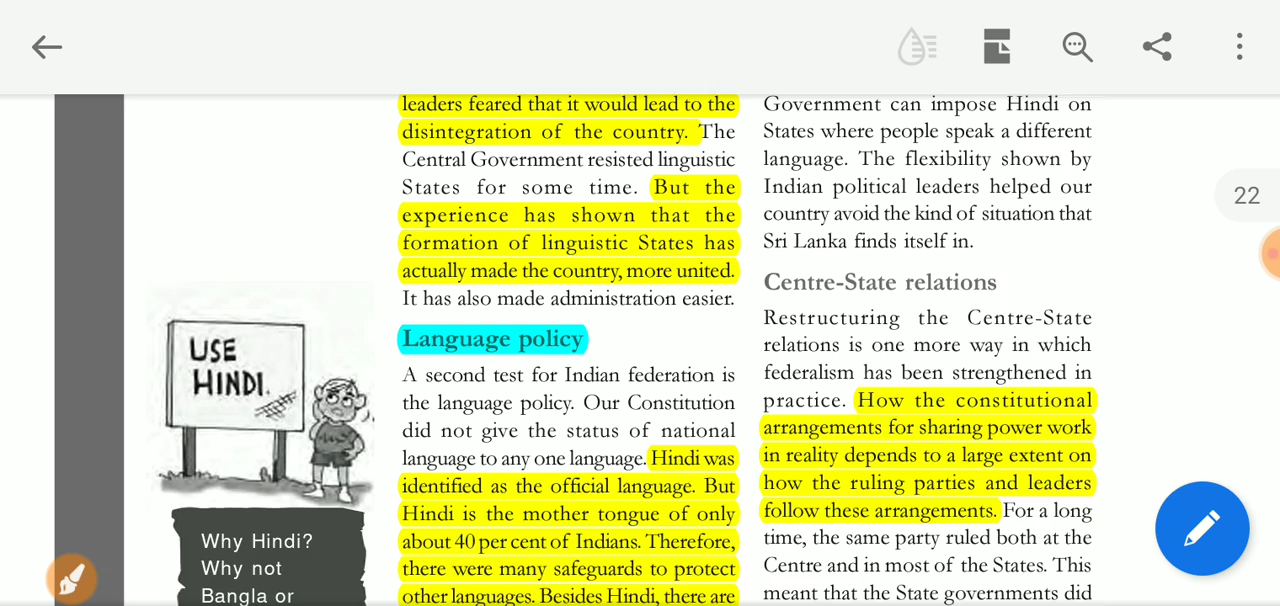 22
leaders feared that it would lead to the
disintegration of the country. The
Central Government resisted linguistic
States for some time. But the
experience has shown that the
formation of linguistic States has
actually made the country, more united.
It has also made administration easier.
Language policy
A second test for Indian federation is
the language policy. Our Constitution
did not give the status of national
language to any one language. Hindi was
identified as the official language. But
Hindi is the mother tongue of only
about 40 per cent of Indians. Therefore,
there were many safeguards to protect
other languages. Besides Hindi, there are
Government can impose Hindi on
States where people speak a different
language. The flexibility shown by
Indian political leaders helped our
country avoid the kind of situation that
Sri Lanka finds itself in.
Centre-State relations
Restructuring the Centre-State
relations is one more way in which
federalism has been strengthened in
practice. How the constitutional
arrangements for sharing power work
in reality depends to a large extent on
how the ruling parties and leaders
follow these arrangements. For a long
time, the same party ruled both at the
Centre and in most of the States. This
meant that the State governments did
USE
HINDI.
Why Hindi?
Why not
Bangla or